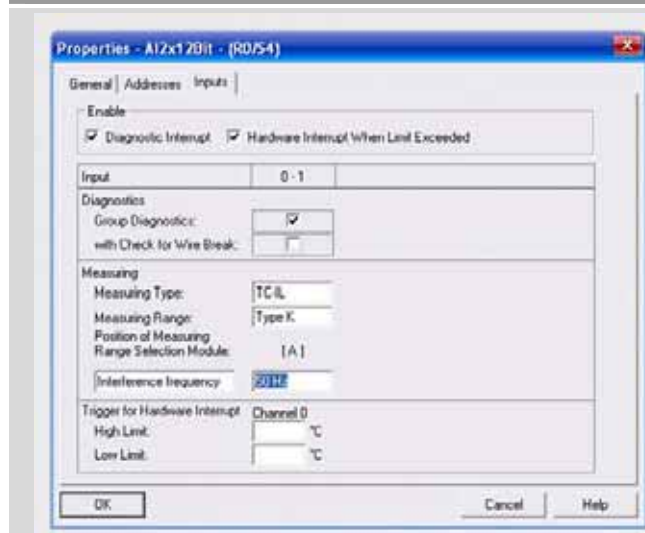 Properties - AI2x12Bit - (R0/S4)
General Addresses Inputs
Enable
Diagnostic Interrupt Hardware Interrupt When Limit Exceeded
Input 0 - 1
Diagnostics
Group Diagnostics:
with Check for Wire Break:
Measuring
Measuring Type: TC-IL
Measuring Range: Type K
Position of Measuring
Range Selection Module: [A]
Interference frequency Hz
Trigger for Hardware Interrupt Channel 0
High Limit: °C
Low Limit: °C
OK Cancel Help